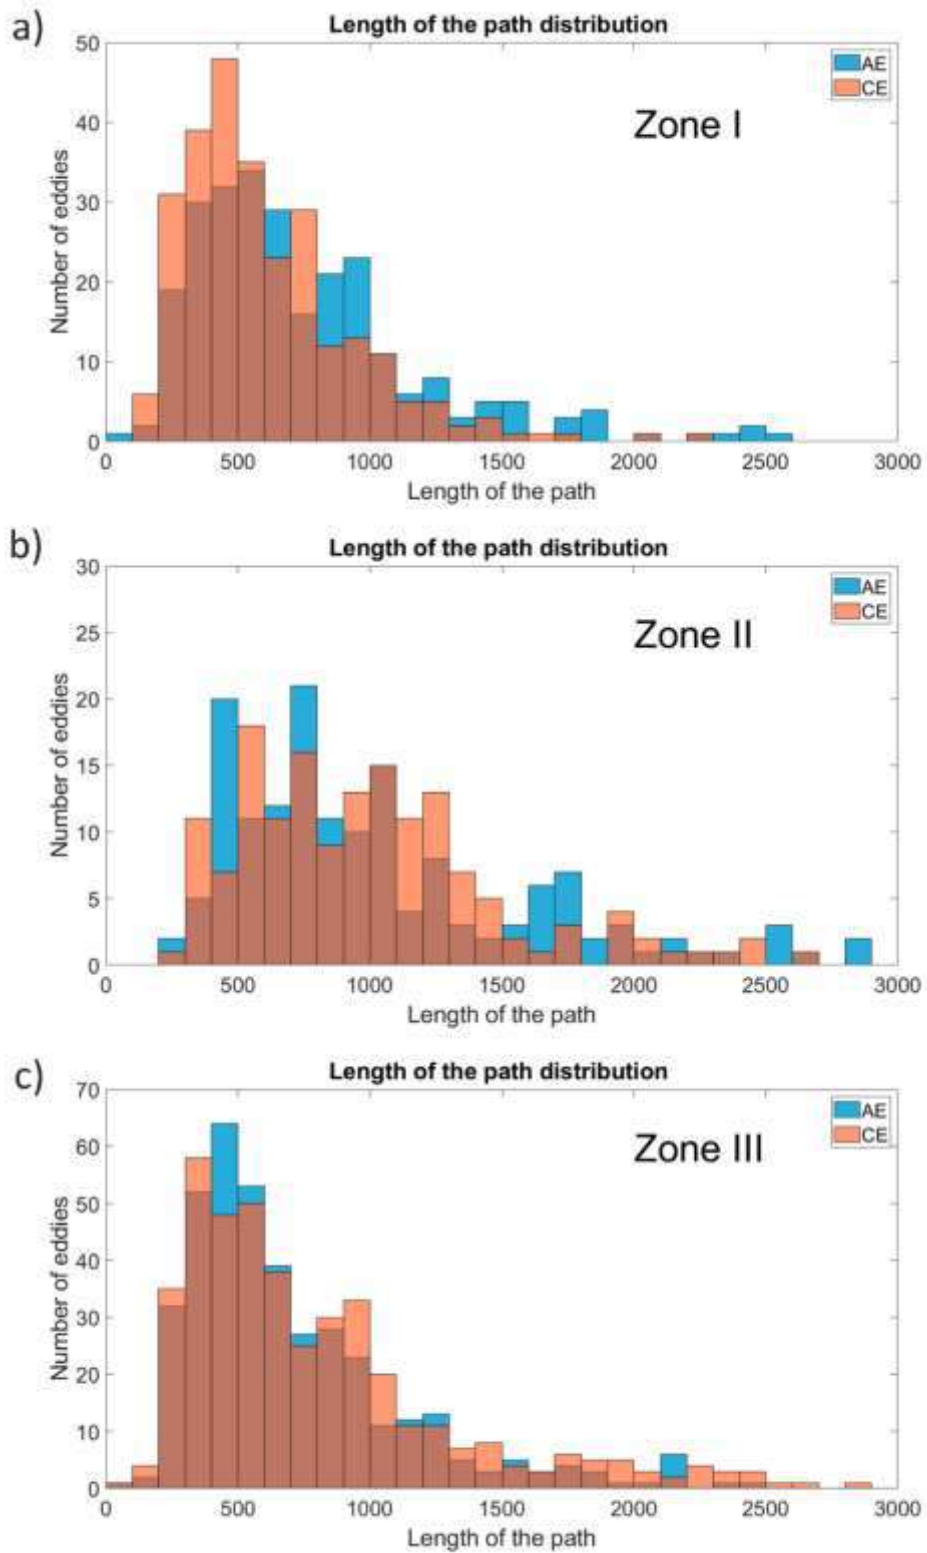 a)
Length of the path distribution
50
40
30
20
10
0
Number of eddies
AE
CE
Zone I
0 500 1000 1500 2000 2500 3000
Length of the path
b)
Length of the path distribution
30
25
20
15
10
5
0
Number of eddies
AE
CE
Zone II
0 500 1000 1500 2000 2500 3000
Length of the path
c)
Length of the path distribution
70
60
50
40
30
20
10
0
Number of eddies
AE
CE
Zone III
0 500 1000 1500 2000 2500 3000
Length of the path